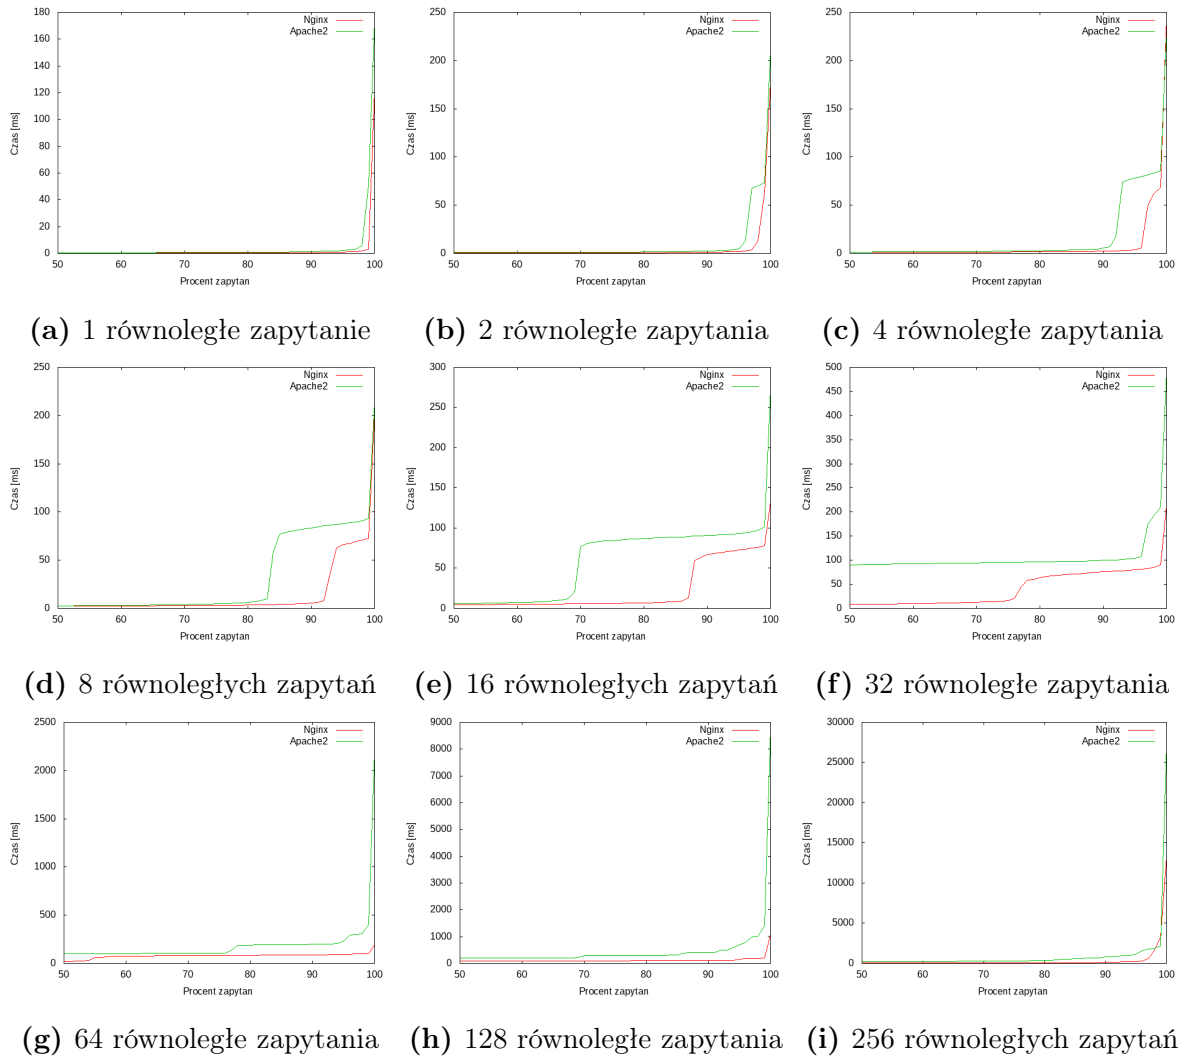 Nginx
Apache2
180
160
140
120
100
80
60
40
20
0
50 60 70 80 90 100
Czas [ms]
Procent zapytan
(a) 1 równoległe zapytanie
Nginx
Apache2
250
200
150
100
50
0
50 60 70 80 90 100
Czas [ms]
Procent zapytan
(b) 2 równoległe zapytania
Nginx
Apache2
250
200
150
100
50
0
50 60 70 80 90 100
Czas [ms]
Procent zapytan
(c) 4 równoległe zapytania
Nginx
Apache2
250
200
150
100
50
0
50 60 70 80 90 100
Czas [ms]
Procent zapytan
(d) 8 równoległych zapytań
Nginx
Apache2
300
250
200
150
100
50
0
50 60 70 80 90 100
Czas [ms]
Procent zapytan
(e) 16 równoległych zapytań
Nginx
Apache2
500
450
400
350
300
250
200
150
100
50
0
50 60 70 80 90 100
Czas [ms]
Procent zapytan
(f) 32 równoległe zapytania
Nginx
Apache2
2500
2000
1500
1000
500
0
50 60 70 80 90 100
Czas [ms]
Procent zapytan
(g) 64 równoległe zapytania
Nginx
Apache2
9000
8000
7000
6000
5000
4000
3000
2000
1000
0
50 60 70 80 90 100
Czas [ms]
Procent zapytan
(h) 128 równoległe zapytania
Nginx
Apache2
30000
25000
20000
15000
10000
5000
0
50 60 70 80 90 100
Czas [ms]
Procent zapytan
(i) 256 równoległych zapytań